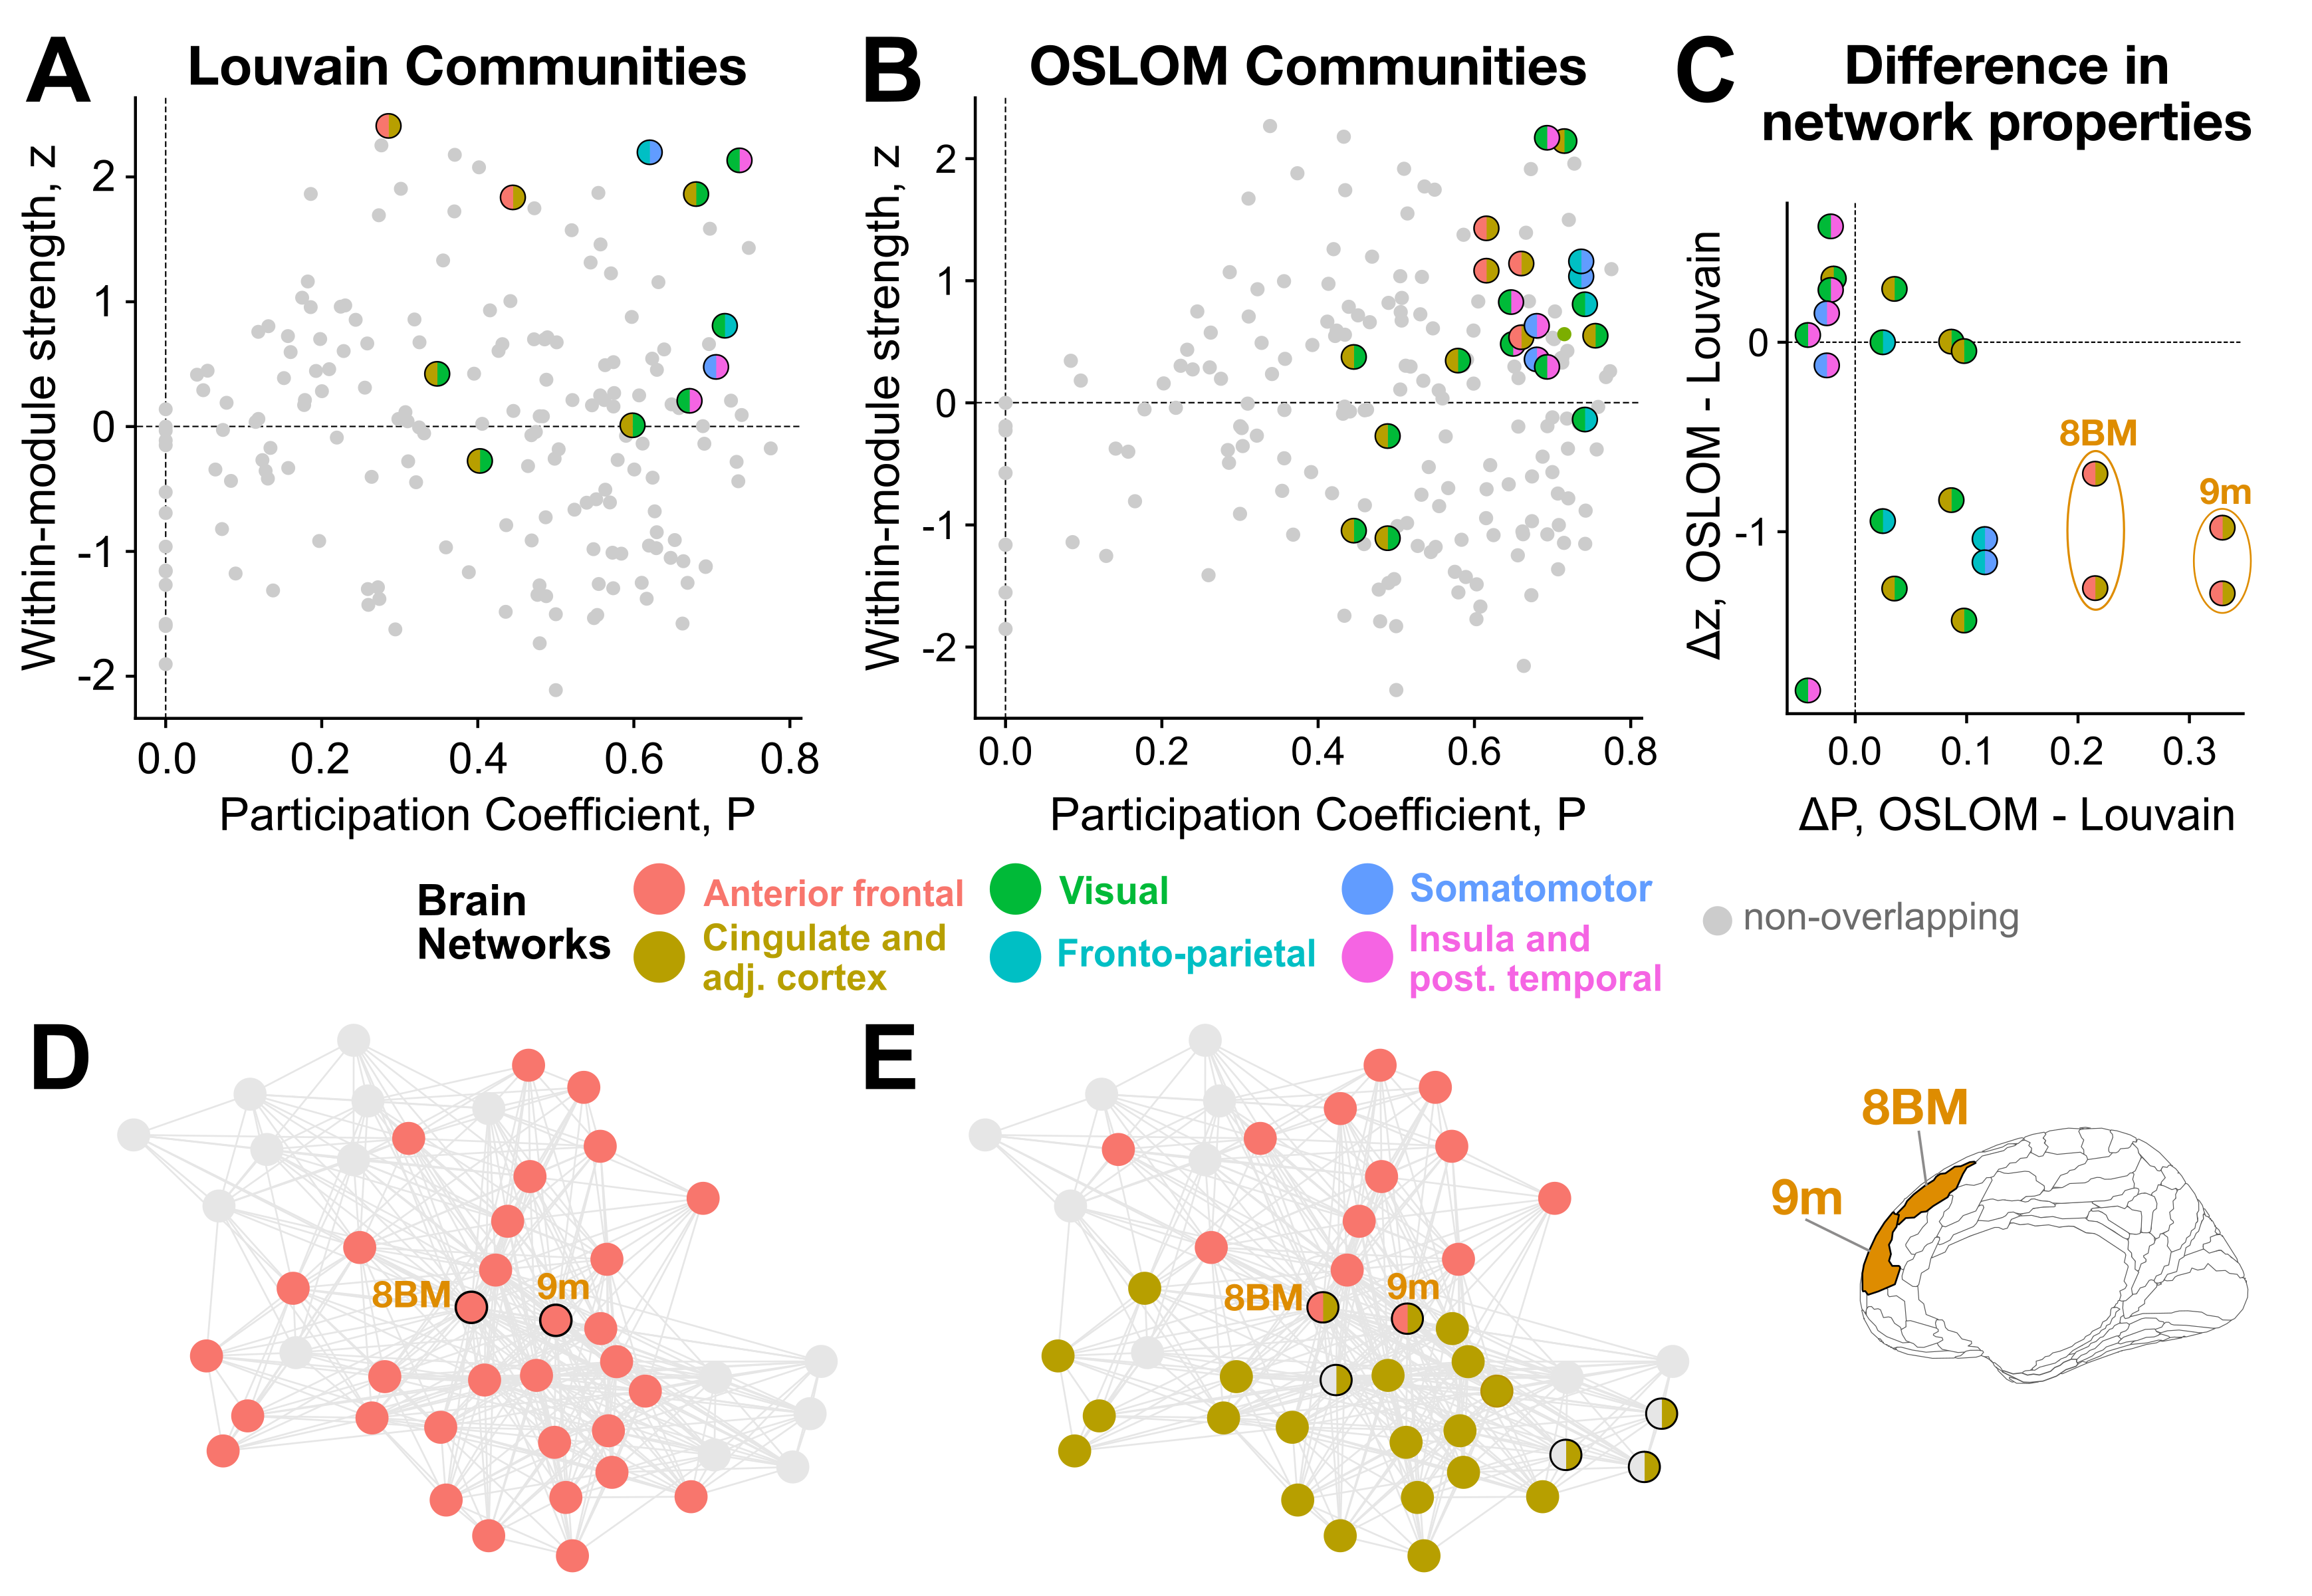 A
Louvain Communities
Within-module strength, z
2
1
0
-1
-2
0.0
0.2
0.4
0.6
0.8
Participation Coefficient, P
B
OSLOM Communities
Within-module strength, z
2
1
0
-1
-2
0.0
0.2
0.4
0.6
0.8
Participation Coefficient, P
C
Difference in
network properties
Δz, OSLOM - Louvain
0
-1
8BM
9m
0.0
0.1
0.2
0.3
ΔP, OSLOM - Louvain
Brain
Networks
Anterior frontal
Cingulate and
adj. cortex
Visual
Fronto-parietal
Somatomotor
Insula and
post. temporal
non-overlapping
D
8BM
9m
E
8BM
9m
8BM
9m